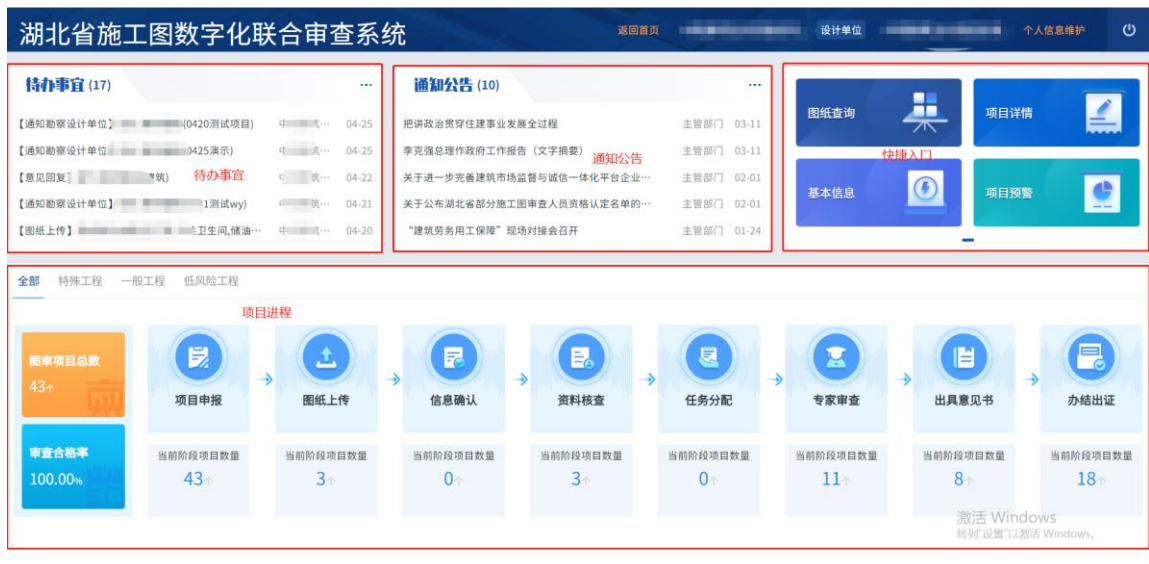 湖北省施工图数字化联合审查系统
返回首页 设计单位 个人信息维护
待办事宜 (17) ···
【通知勘察设计单位】 (0420测试项目) 04-25
【通知勘察设计单位 0425演示) 04-25
【意见回复】 建筑) 04-22
【通知勘察设计单位】 1测试wy) 04-21
【图纸上传】 卫生间,储油··· 04-20
待办事宜
通知公告 (10) ···
把讲政治贯穿住建事业发展全过程 主管部门 03-11
李克强总理作政府工作报告（文字摘要） 主管部门 03-11
关于进一步完善建筑市场监督与诚信一体化平台企业··· 主管部门 02-01
关于公布湖北省部分施工图审查人员资格认定名单的··· 主管部门 02-01
“建筑劳务用工保障”现场对接会召开 主管部门 01-24
通知公告
图纸查询 项目详情
快捷入口
基本信息 项目预警
全部 特殊工程 一般工程 低风险工程
项目进程
图审项目总数
43个
项目申报 图纸上传 信息确认 资料核查 任务分配 专家审查 出具意见书 办结出证
审查合格率
100.00%
当前阶段项目数量 当前阶段项目数量 当前阶段项目数量 当前阶段项目数量 当前阶段项目数量 当前阶段项目数量 当前阶段项目数量 当前阶段项目数量
43个 3个 0个 3个 0个 11个 8个 18个
激活 Windows
转到“设置”以激活 Windows。